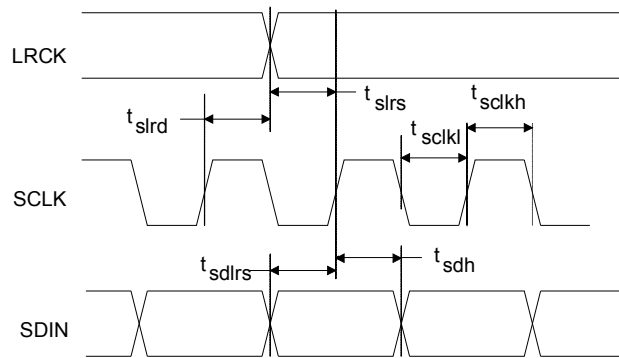 LRCK
t slrd
t slrs
t sclkl
t sclkh
SCLK
t sdlrs
t sdh
SDIN